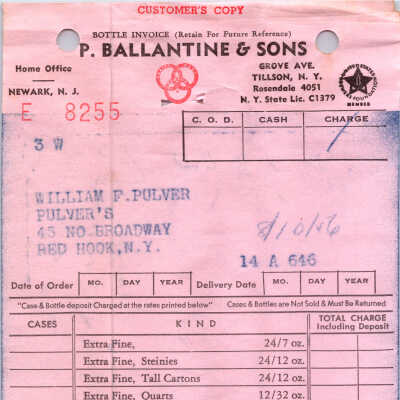 CUSTOMER'S COPY
BOTTLE INVOICE (Retain For Future Reference)
P. BALLANTINE & SONS
Home Office
NEWARK, N. J.
GROVE AVE.
TILLSON, N. Y.
Rosendale 4051
N. Y. State Lic. C1379
MEMBER
E 8255
C. O. D. CASH CHARGE
3 W
WILLIAM F. PULVER
PULVER'S
45 NO. BROADWAY
RED HOOK, N.Y.
14 A 646
Date of Order MO. DAY YEAR Delivery Date MO. DAY YEAR
"Case & Bottle deposit Charged at the rates printed below" Cases & Bottles are Not Sold & Must Be Returned
CASES KIND TOTAL CHARGE Including Deposit
Extra Fine, 24/7 oz.
Extra Fine, Steinies 24/12 oz.
Extra Fine, Tall Cartons 24/12 oz.
Extra Fine, Quarts 12/32 oz.